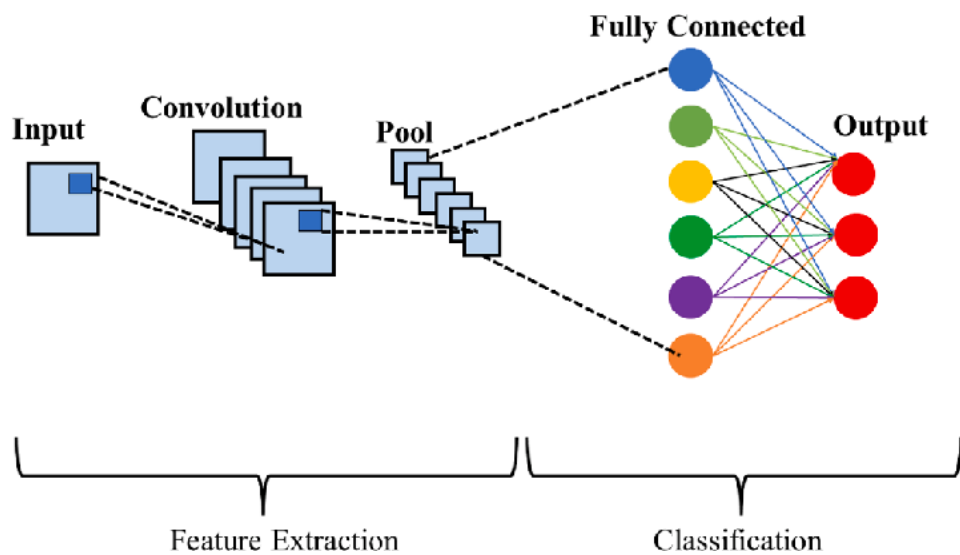 Input
Convolution
Pool
Fully Connected
Output
Feature Extraction
Classification